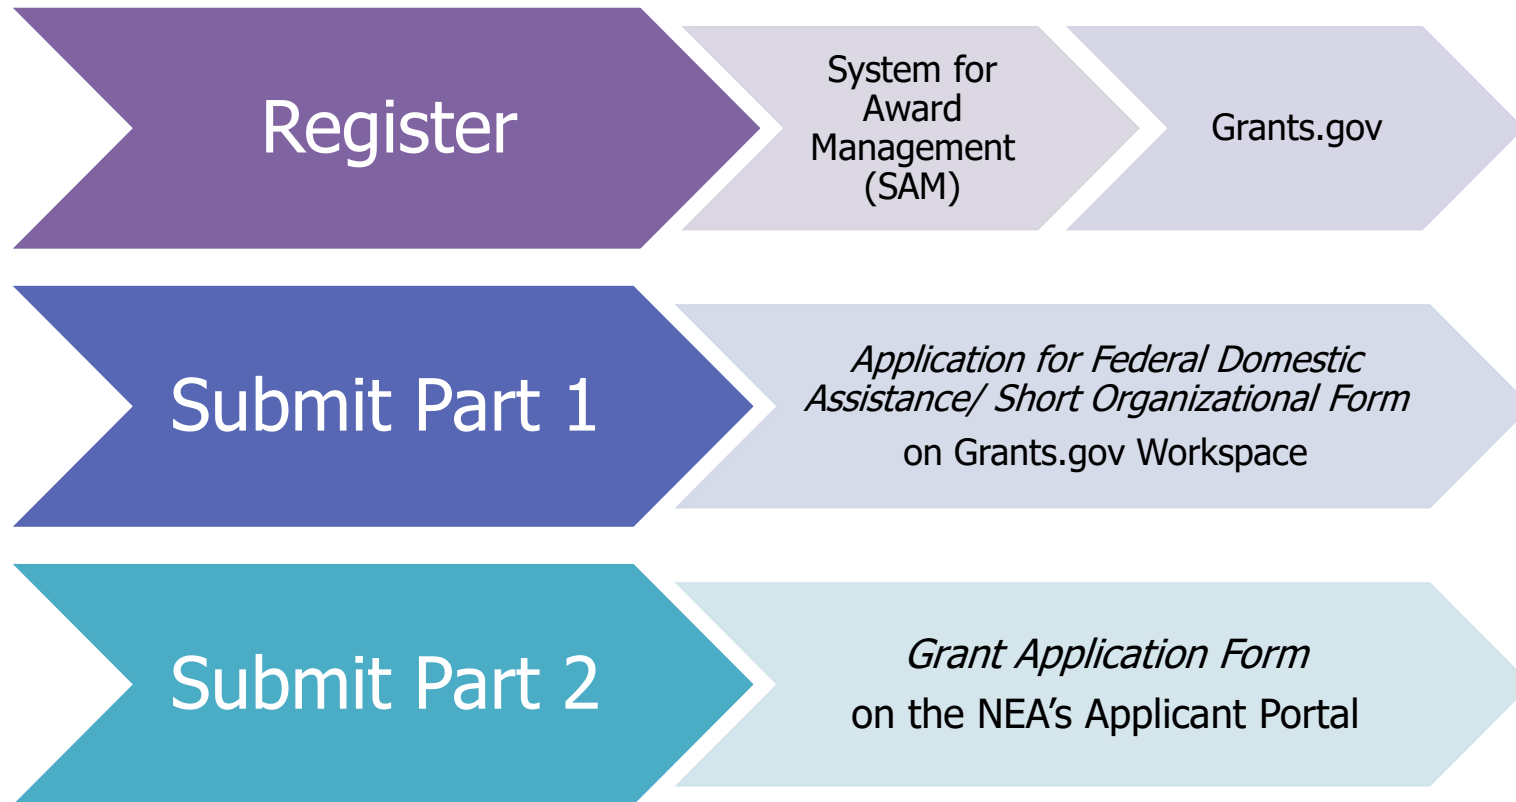 Register
System for
Award
Management
(SAM)
Grants.gov
Submit Part 1
Application for Federal Domestic
Assistance/ Short Organizational Form
on Grants.gov Workspace
Submit Part 2
Grant Application Form
on the NEA’s Applicant Portal